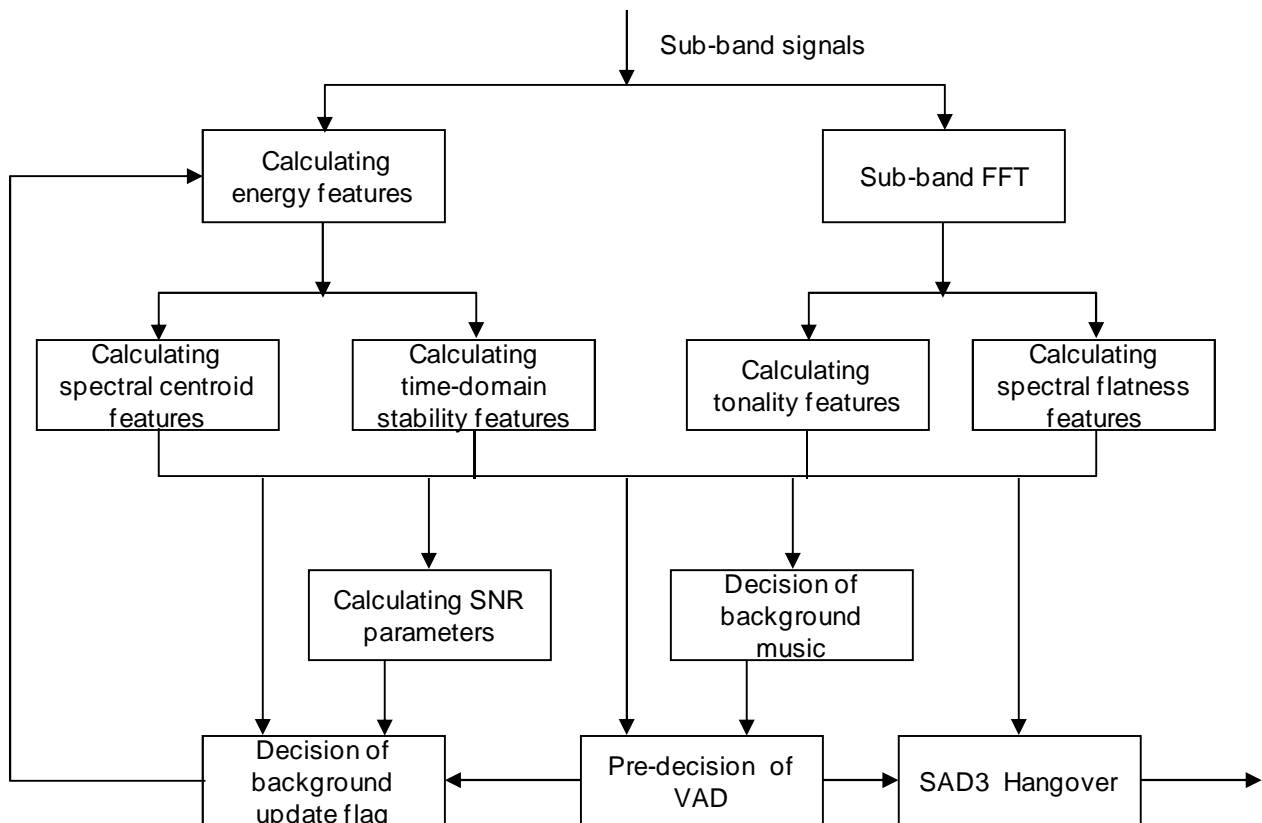 Sub-band signals
Calculating
energy features
Sub-band FFT
Calculating
spectral centroid
features
Calculating
time-domain
stability features
Calculating
tonality features
Calculating
spectral flatness
features
Calculating SNR
parameters
Decision of
background
music
Decision of
background
update flag
Pre-decision of
VAD
SAD3 Hangover